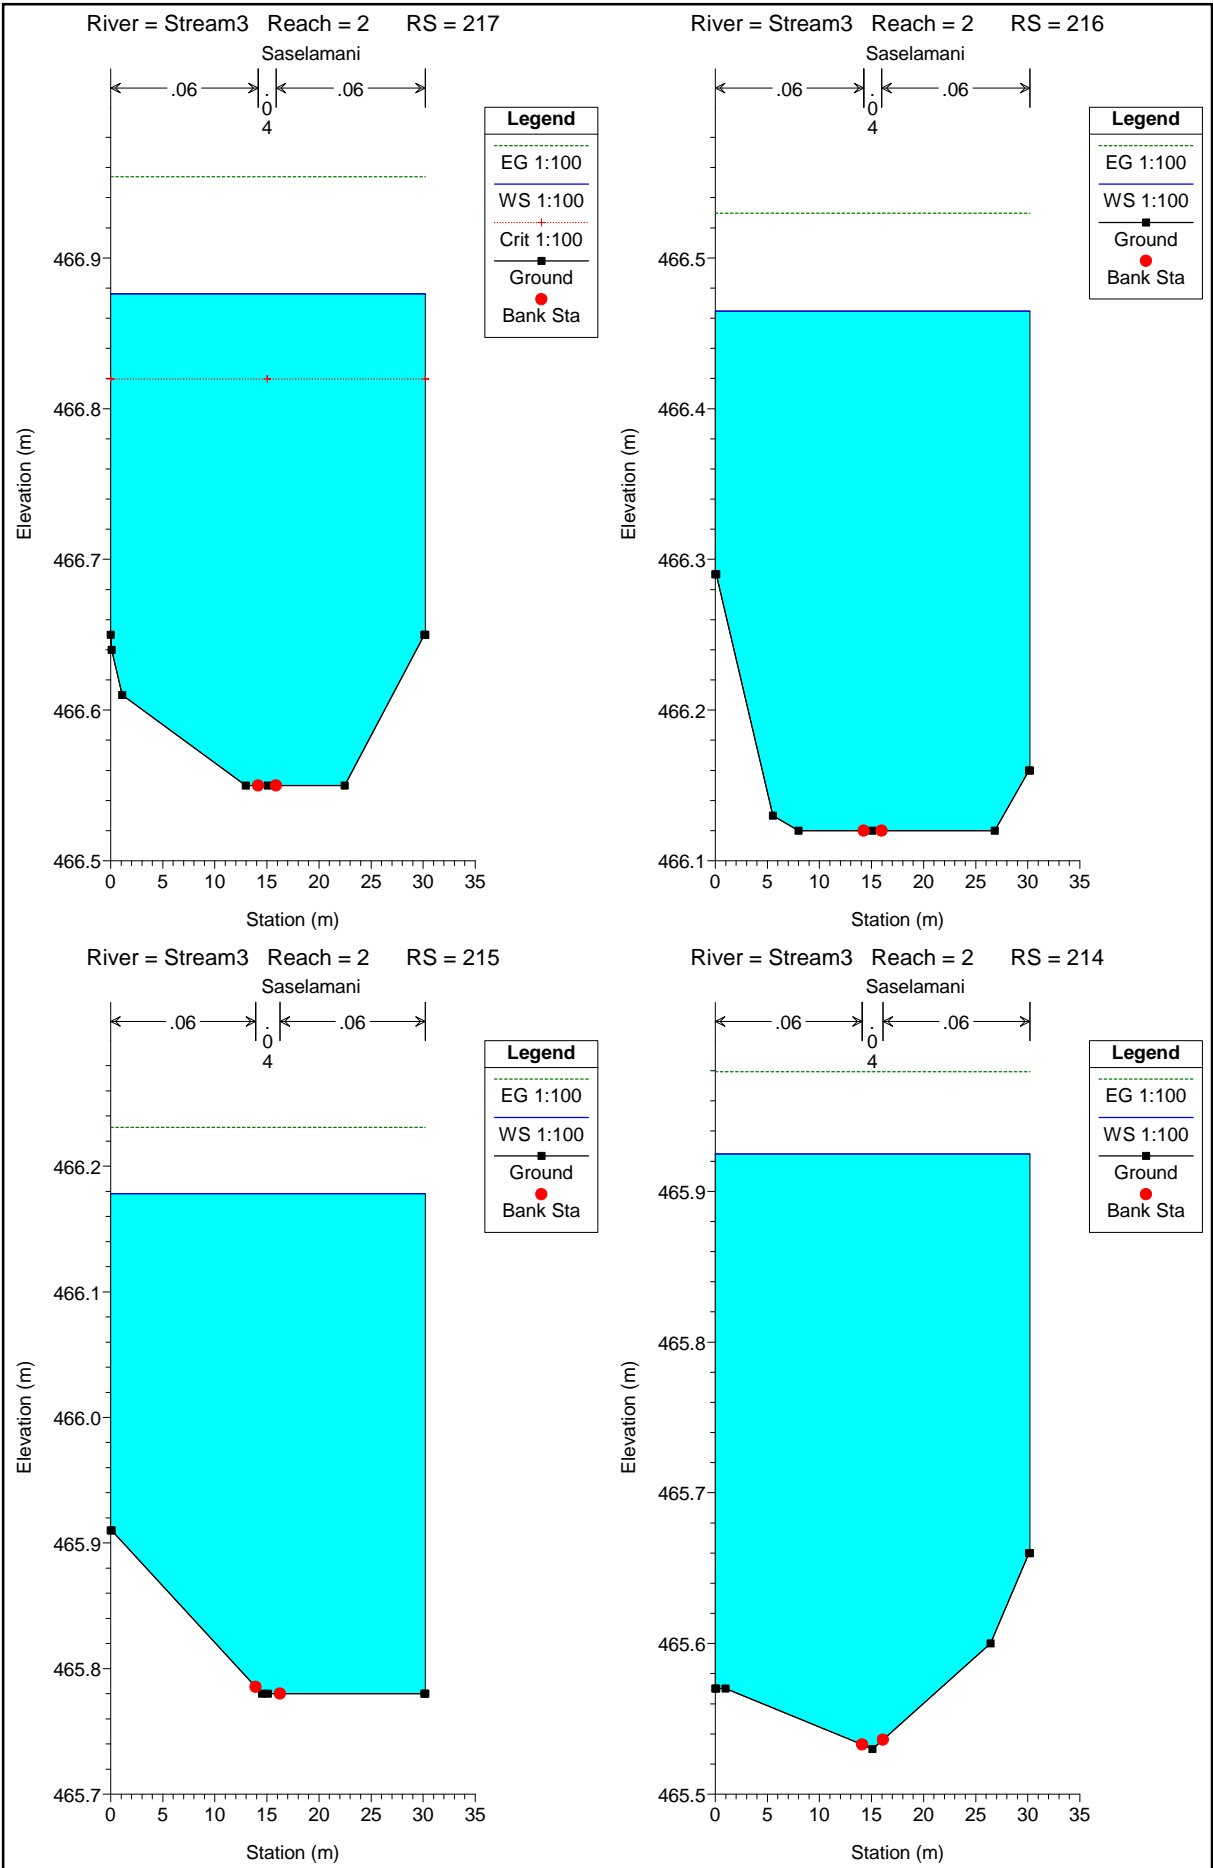 River = Stream3 Reach = 2 RS = 217
Saselamani
.06 .04 .06
Legend
EG 1:100
WS 1:100
Crit 1:100
Ground
Bank Sta
466.9
466.8
466.7
466.6
466.5
Elevation (m)
0 5 10 15 20 25 30 35
Station (m)
River = Stream3 Reach = 2 RS = 216
Saselamani
.06 .04 .06
Legend
EG 1:100
WS 1:100
Ground
Bank Sta
466.5
466.4
466.3
466.2
466.1
Elevation (m)
0 5 10 15 20 25 30 35
Station (m)
River = Stream3 Reach = 2 RS = 215
Saselamani
.06 .04 .06
Legend
EG 1:100
WS 1:100
Ground
Bank Sta
466.2
466.1
466.0
465.9
465.8
465.7
Elevation (m)
0 5 10 15 20 25 30 35
Station (m)
River = Stream3 Reach = 2 RS = 214
Saselamani
.06 .04 .06
Legend
EG 1:100
WS 1:100
Ground
Bank Sta
465.9
465.8
465.7
465.6
465.5
Elevation (m)
0 5 10 15 20 25 30 35
Station (m)